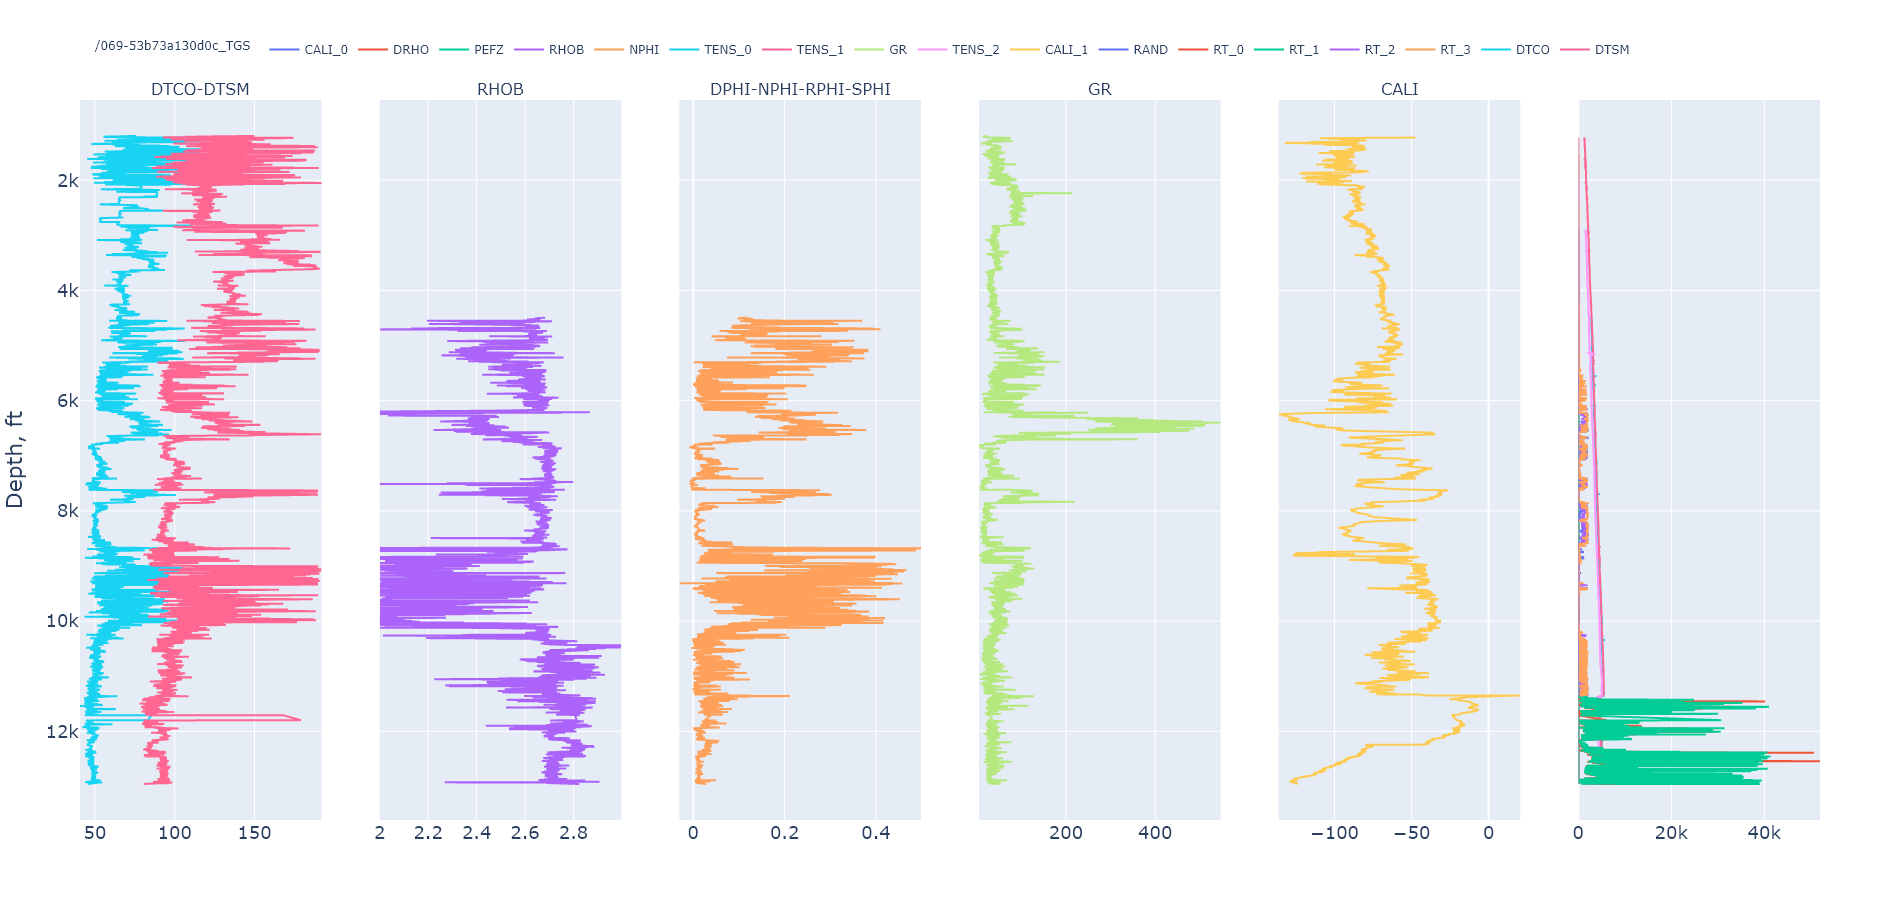 /069-53b73a130d0c_TGS CALI_0 DRHO PEFZ RHOB NPHI TENS_0 TENS_1 GR TENS_2 CALI_1 RAND RT_0 RT_1 RT_2 RT_3 DTCO DTSM
DTCO-DTSM RHOB DPHI-NPHI-RPHI-SPHI GR CALI
Depth, ft
2k
4k
6k
8k
10k
12k
50 100 150 2 2.2 2.4 2.6 2.8 0 0.2 0.4 200 400 −100 −50 0 0 20k 40k